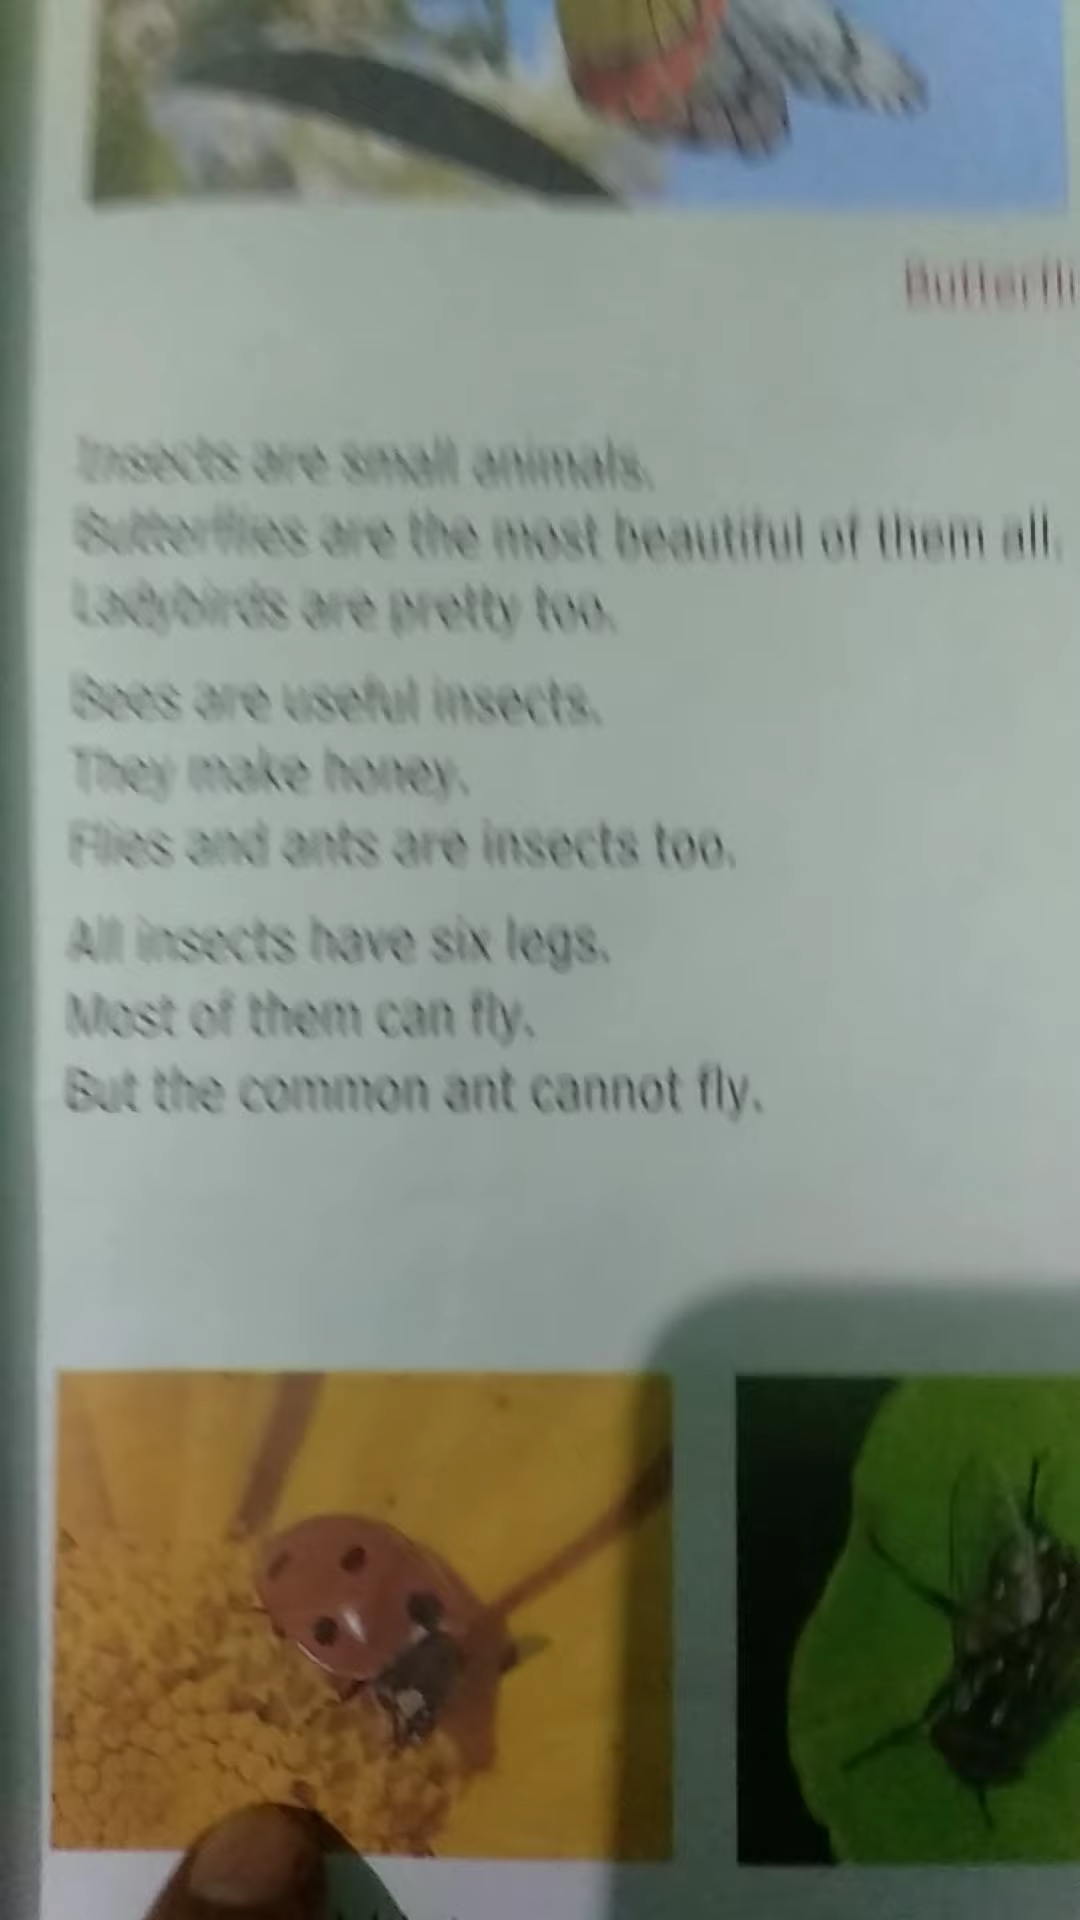 Insects are small animals.
Butterflies are the most beautiful of them all.
Ladybirds are pretty too.
Bees are useful insects.
They make honey.
Flies and ants are insects too.
All insects have six legs.
Most of them can fly.
But the common ant cannot fly.